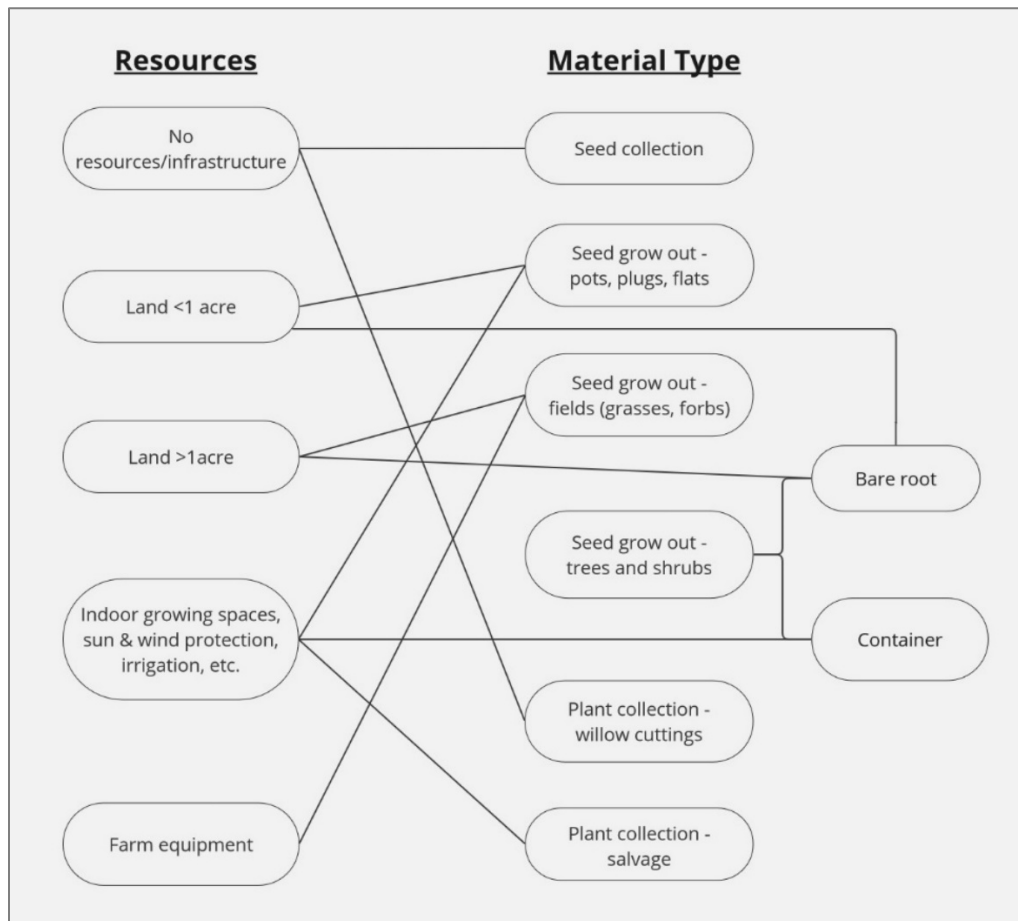 Resources
No
resources/infrastructure
Land <1 acre
Land >1acre
Indoor growing spaces,
sun & wind protection,
irrigation, etc.
Farm equipment
Material Type
Seed collection
Seed grow out -
pots, plugs, flats
Seed grow out -
fields (grasses, forbs)
Seed grow out -
trees and shrubs
Plant collection -
willow cuttings
Plant collection -
salvage
Bare root
Container